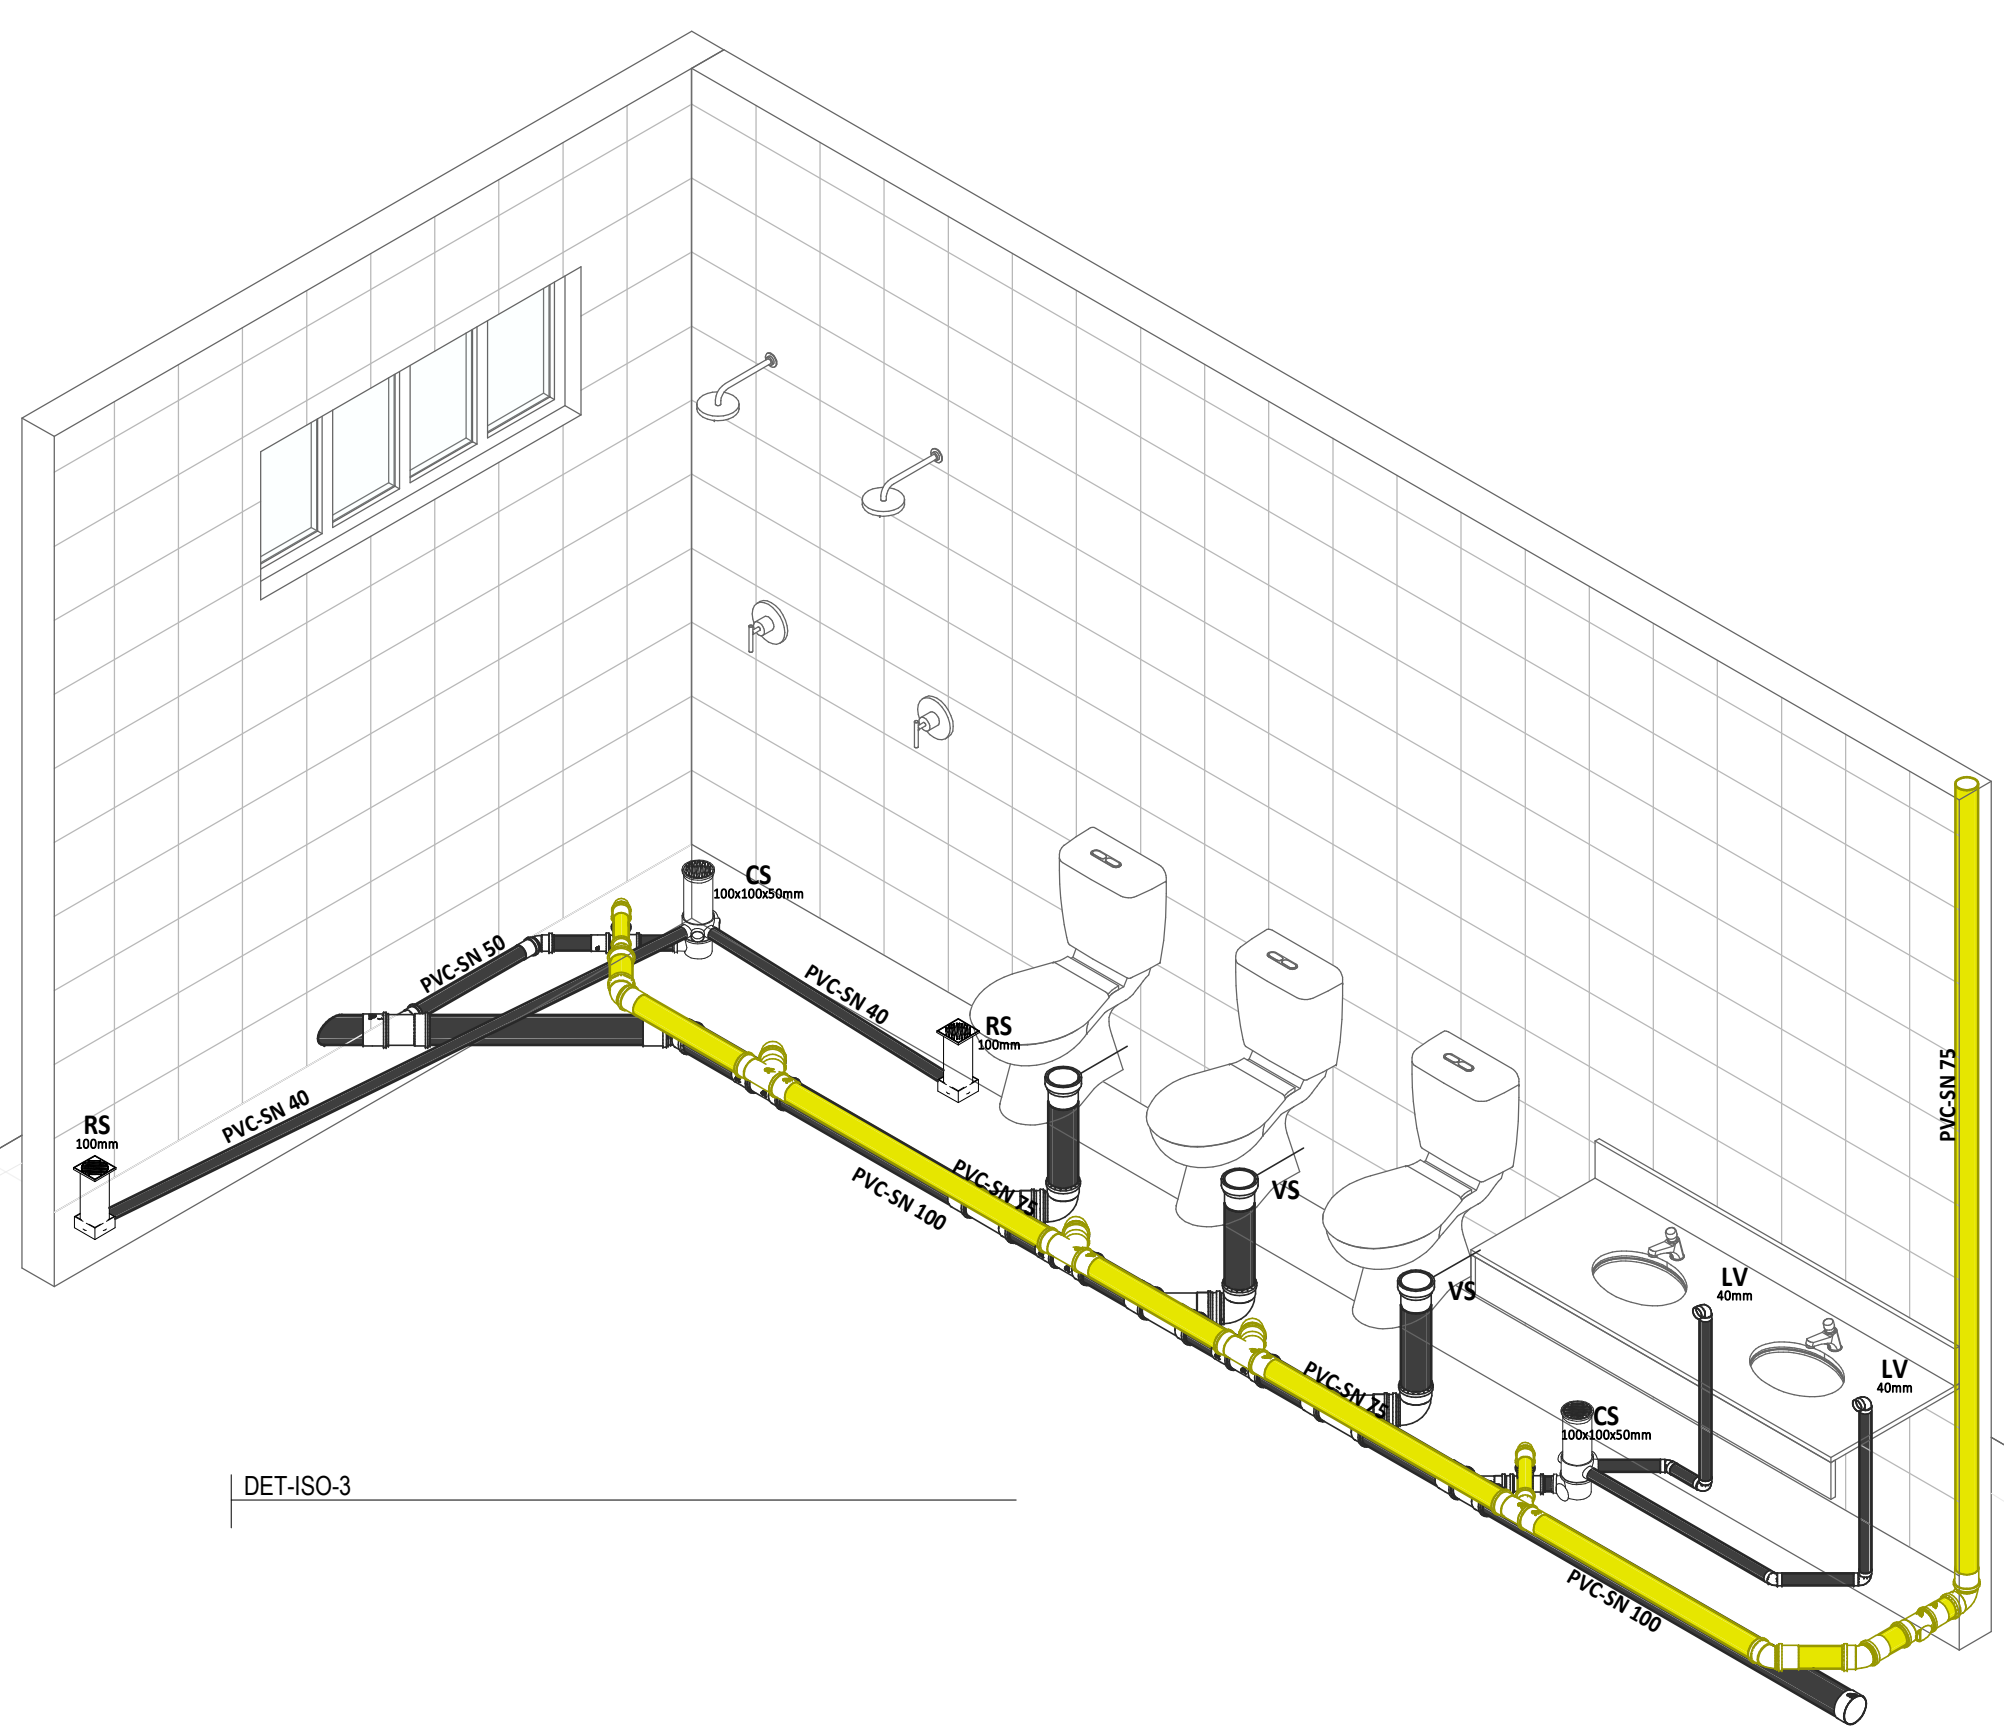 CS
100x100x50mm
PVC-SN 50
PVC-SN 40
RS
100mm
PVC-SN 75
RS
100mm
PVC-SN 40
PVC-SN 75
PVC-SN 100
VS
VS
LV
40mm
PVC-SN 75
LV
40mm
CS
100x100x50mm
DET-ISO-3
PVC-SN 100